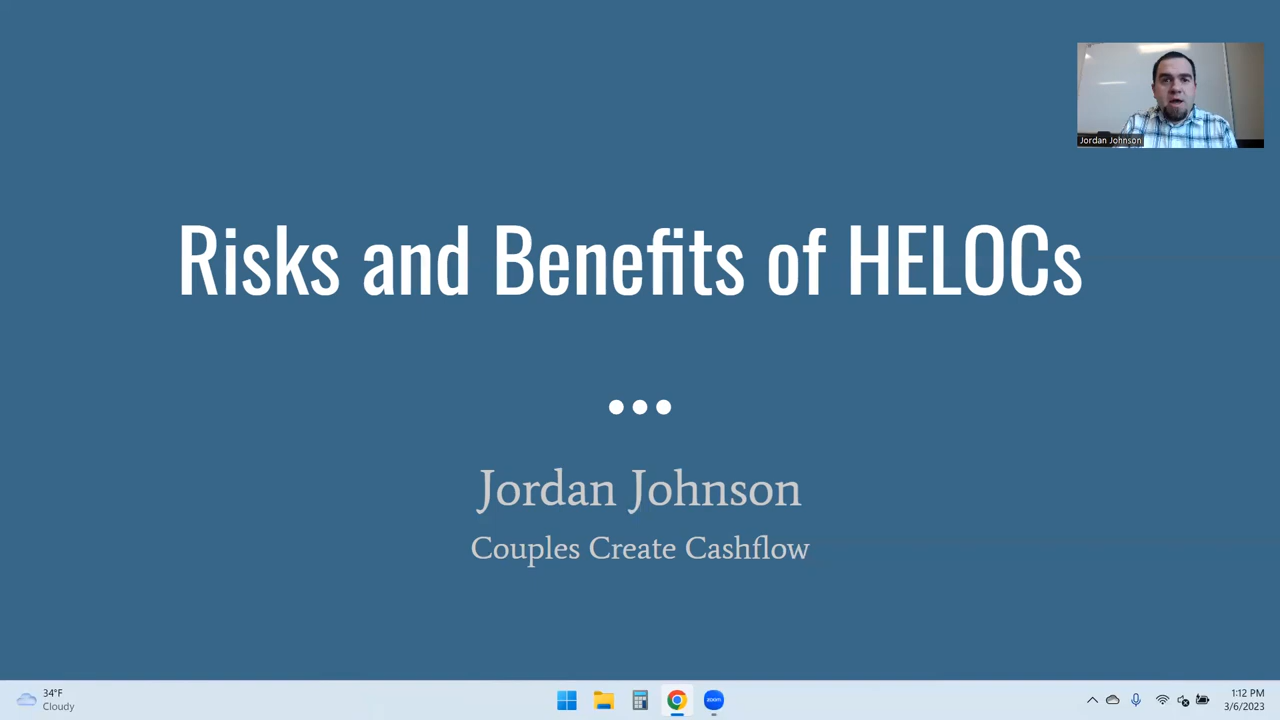 Jordan Johnson
Risks and Benefits of HELOCs
Jordan Johnson
Couples Create Cashflow
34°F
Cloudy
zoom
1:12 PM
3/6/2023